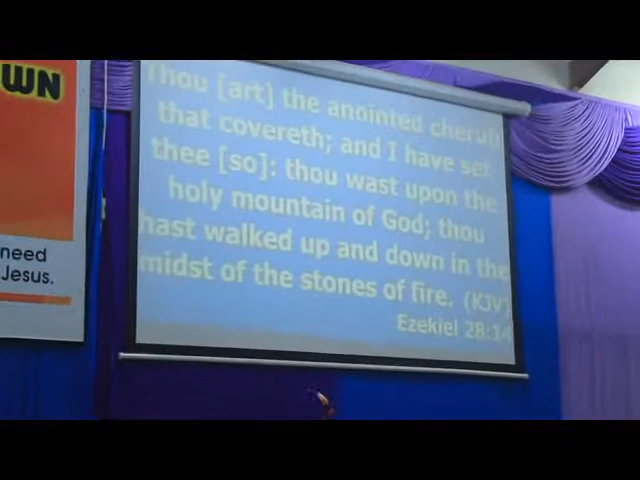 WN
need
Jesus.
Thou [art] the anointed cherub
that covereth; and I have set
thee [so]: thou wast upon the
holy mountain of God; thou
hast walked up and down in the
midst of the stones of fire. (KJV)
Ezekiel 28:14